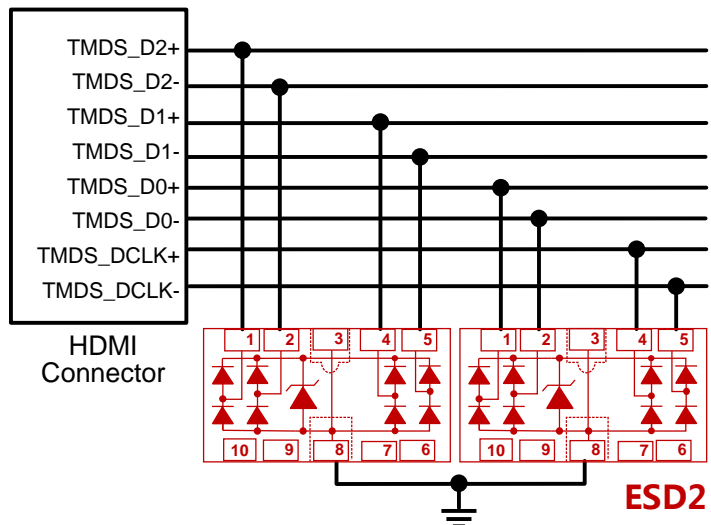 TMDS_D2+
TMDS_D2-
TMDS_D1+
TMDS_D1-
TMDS_D0+
TMDS_D0-
TMDS_DCLK+
TMDS_DCLK-
HDMI
Connector
1 2 3 4 5 1 2 3 4 5
10 9 8 7 6 10 9 8 7 6
ESD2